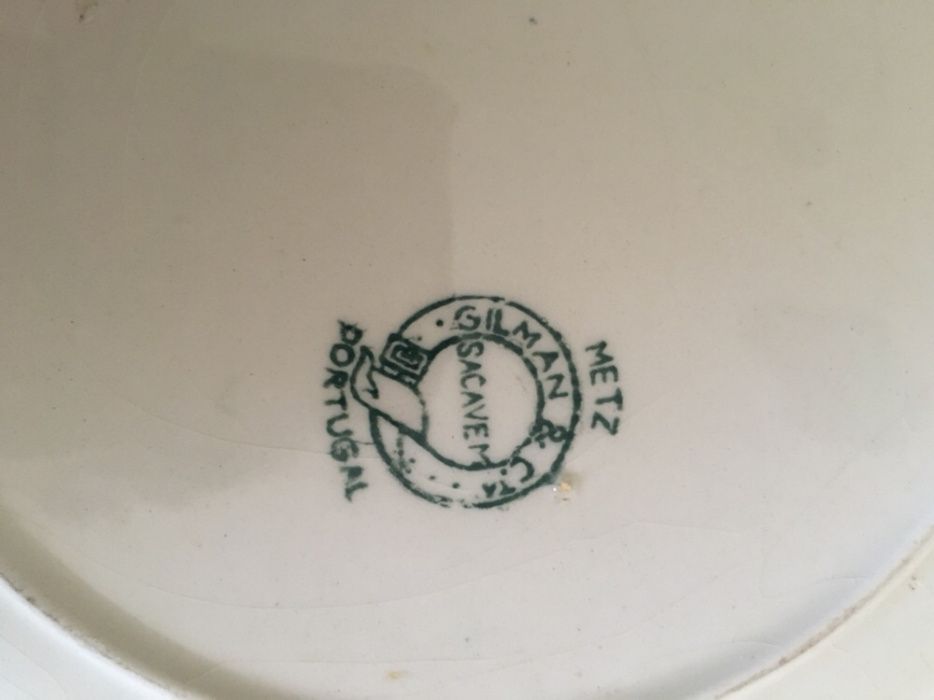 METZ
GILMAN & C.TA
SACAVEM
PORTUGAL